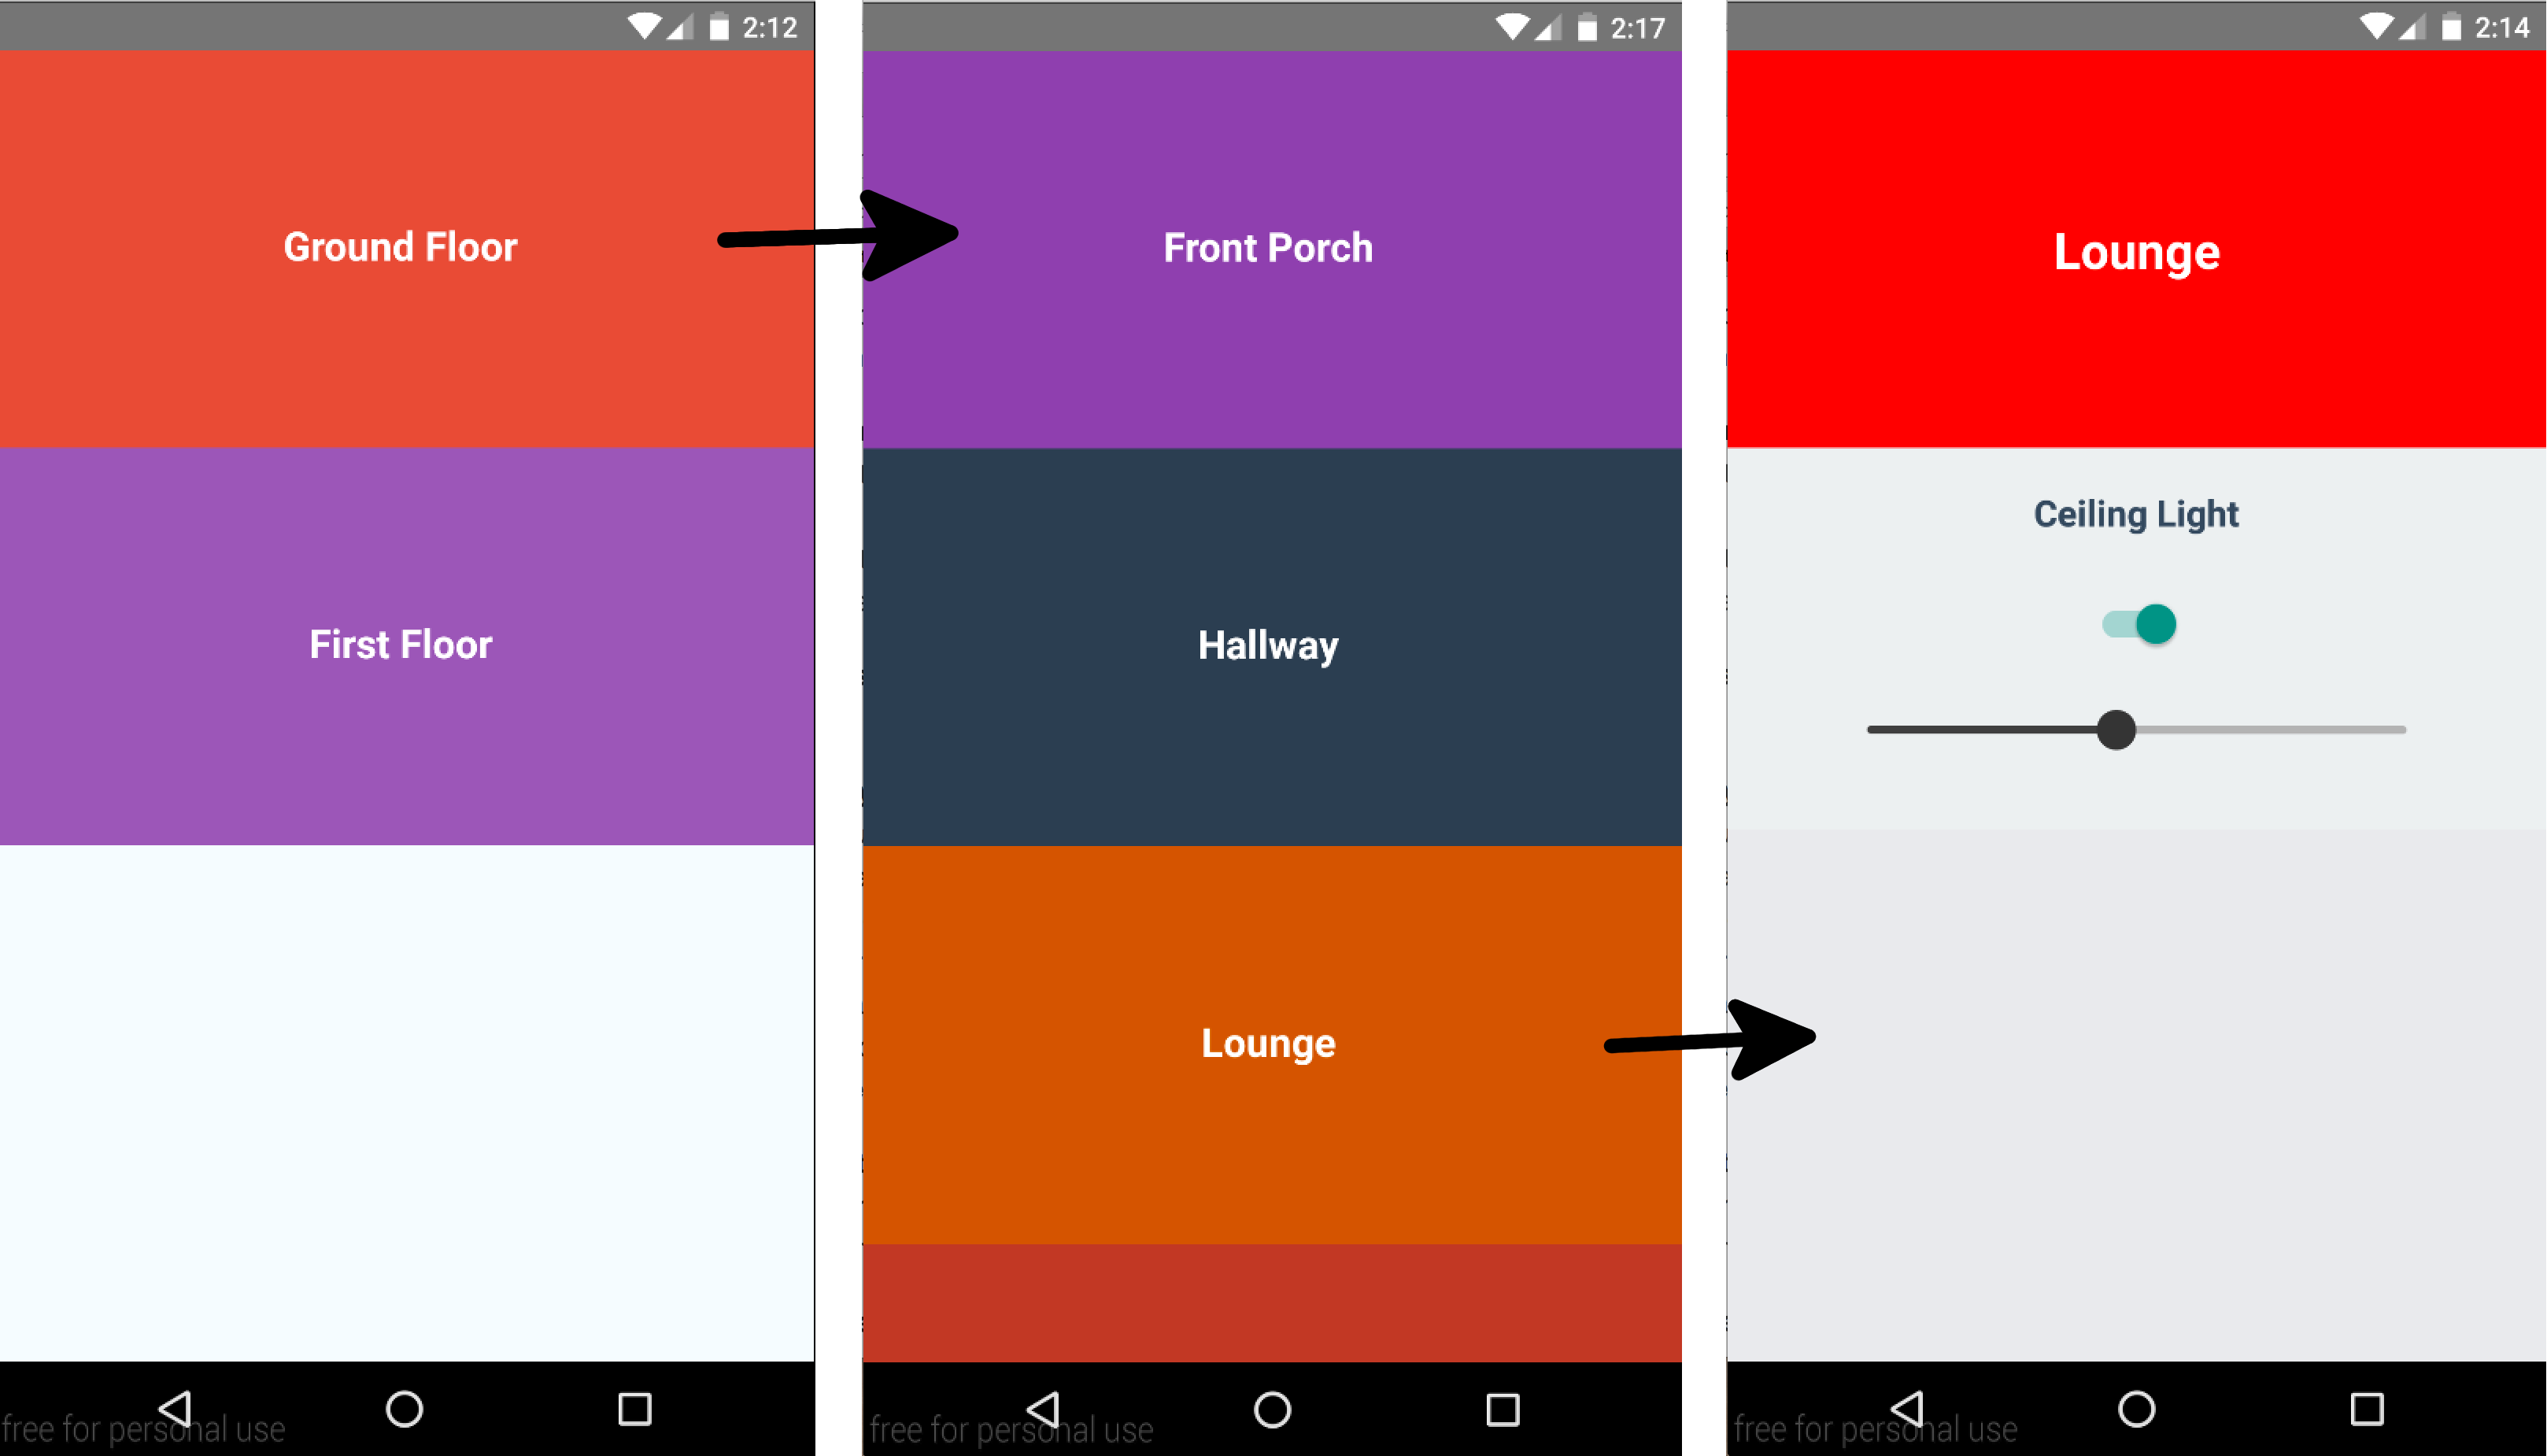 2:12
Ground Floor
First Floor
free for personal use
2:17
Front Porch
Hallway
Lounge
free for personal use
2:14
Lounge
Ceiling Light
free for personal use